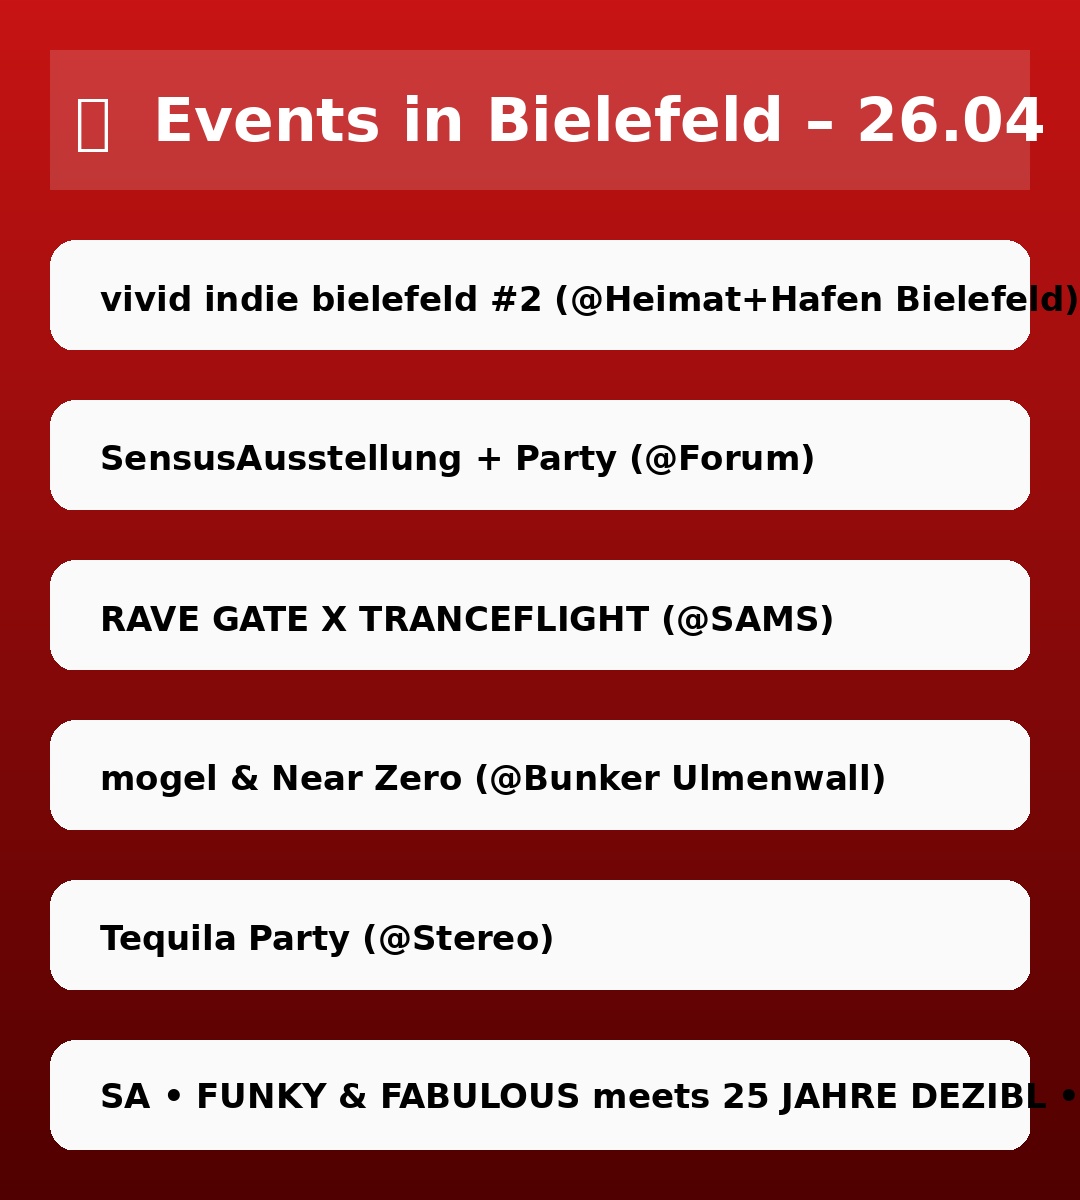 Events in Bielefeld – 26.04
vivid indie bielefeld #2 (@Heimat+Hafen Bielefeld)
SensusAusstellung + Party (@Forum)
RAVE GATE X TRANCEFLIGHT (@SAMS)
mogel & Near Zero (@Bunker Ulmenwall)
Tequila Party (@Stereo)
SA • FUNKY & FABULOUS meets 25 JAHRE DEZIBL •